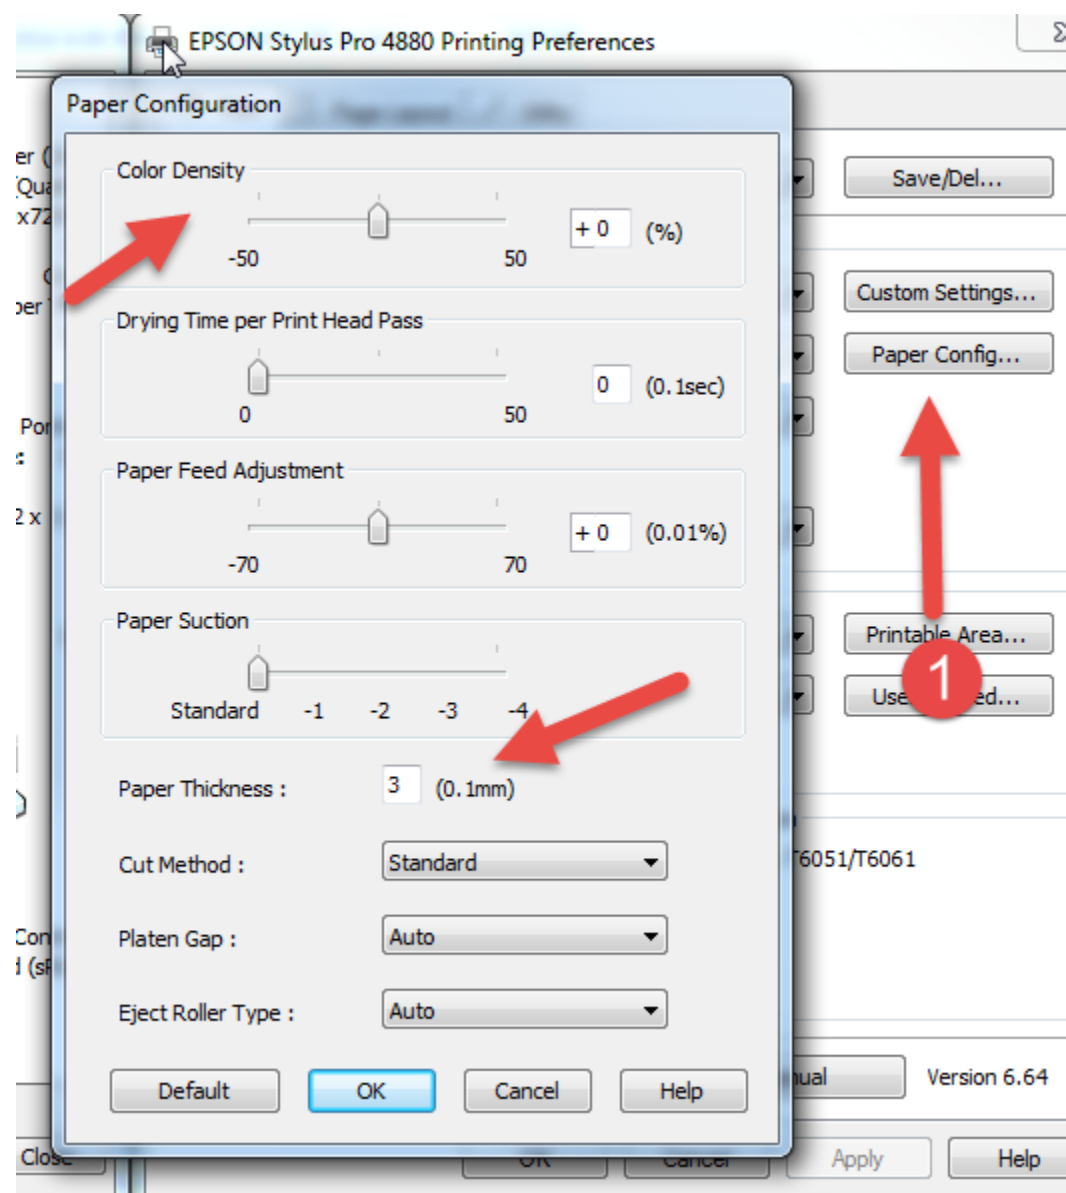 EPSON Stylus Pro 4880 Printing Preferences
Paper Configuration
Color Density
-50 50 + 0 (%)
Drying Time per Print Head Pass
0 50 0 (0.1sec)
Paper Feed Adjustment
-70 70 + 0 (0.01%)
Paper Suction
Standard -1 -2 -3 -4
Paper Thickness : 3 (0.1mm)
Cut Method : Standard
Platen Gap : Auto
Eject Roller Type : Auto
Default OK Cancel Help
Save/Del...
Custom Settings...
Paper Config...
Printable Area...
1
T6051/T6061
Version 6.64
Close
OK Cancel Apply Help